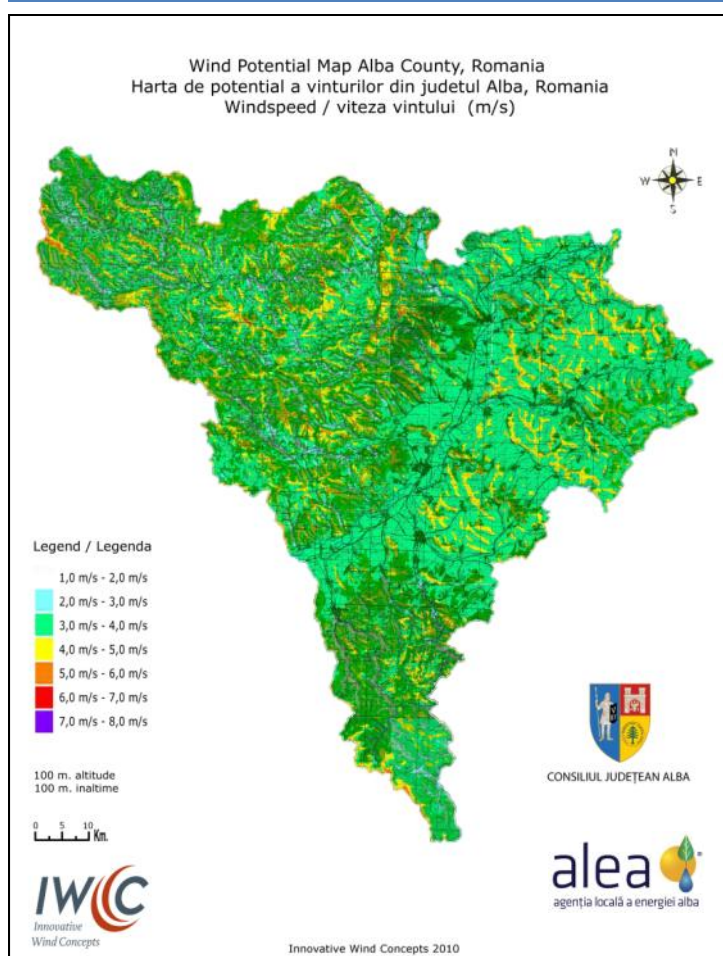 Wind Potential Map Alba County, Romania
Harta de potential a vinturilor din judetul Alba, Romania
Windspeed / viteza vintului (m/s)
N
W E
S
Legend / Legenda
1,0 m/s - 2,0 m/s
2,0 m/s - 3,0 m/s
3,0 m/s - 4,0 m/s
4,0 m/s - 5,0 m/s
5,0 m/s - 6,0 m/s
6,0 m/s - 7,0 m/s
7,0 m/s - 8,0 m/s
100 m. altitude
100 m. inaltime
0 5 10 Km.
CONSILIUL JUDEȚEAN ALBA
IWC
Innovative
Wind Concepts
alea®
agenția locală a energiei alba
Innovative Wind Concepts 2010